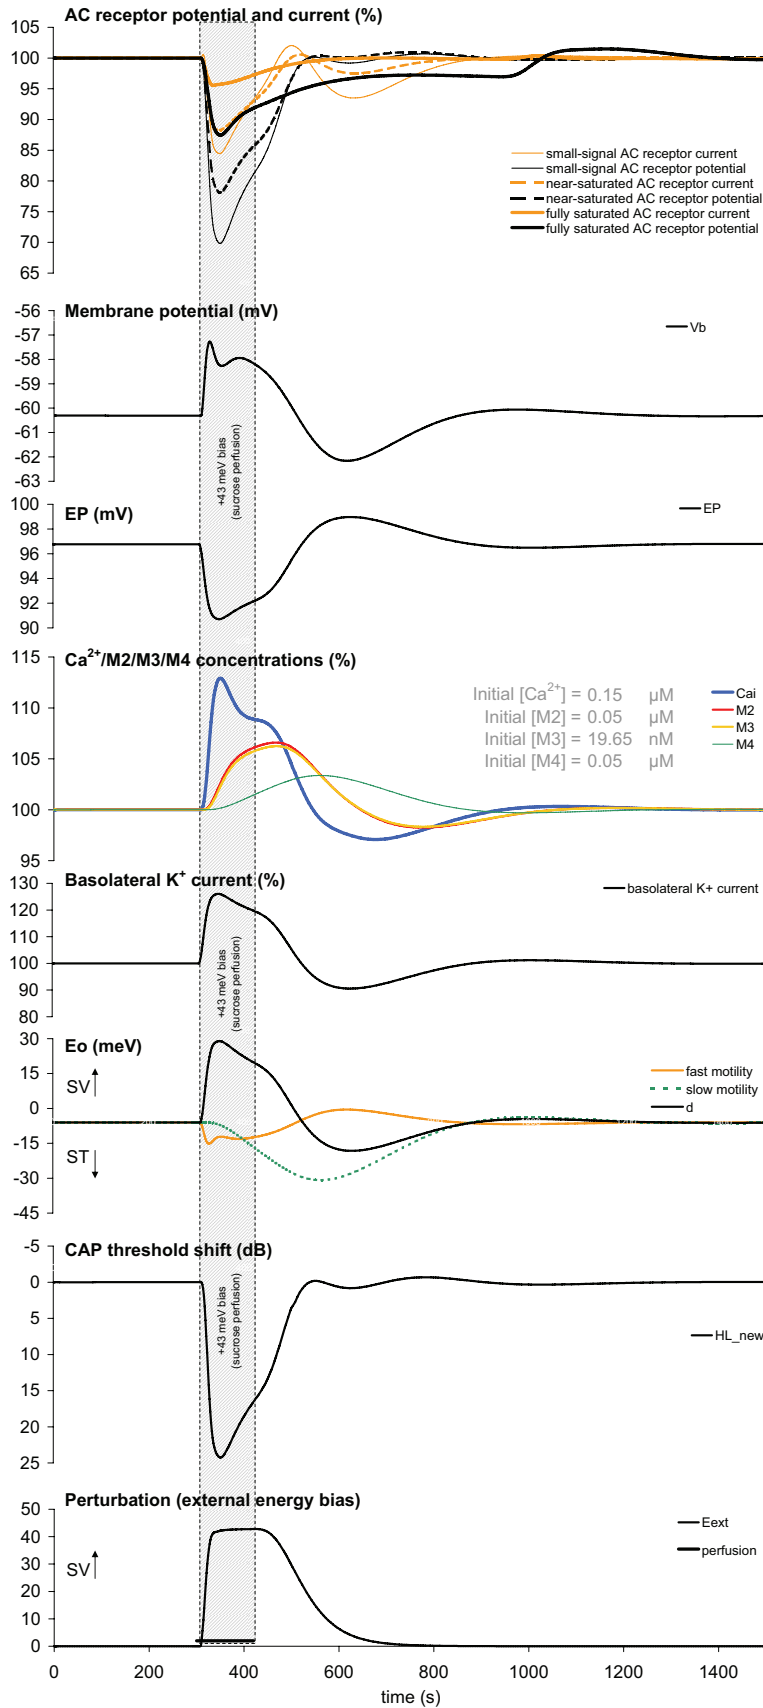 AC receptor potential and current (%)
105
100
95
90
85
80
75
70
65
small-signal AC receptor current
small-signal AC receptor potential
near-saturated AC receptor current
near-saturated AC receptor potential
fully saturated AC receptor current
fully saturated AC receptor potential
Membrane potential (mV)
-56
-57
-58
-59
-60
-61
-62
-63
Vb
+43 meV bias
(sucrose perfusion)
EP (mV)
100
98
96
94
92
90
EP
Ca2+/M2/M3/M4 concentrations (%)
115
110
105
100
95
Initial [Ca2+] = 0.15 µM
Initial [M2] = 0.05 µM
Initial [M3] = 19.65 nM
Initial [M4] = 0.05 µM
Cai
M2
M3
M4
Basolateral K+ current (%)
130
120
110
100
90
80
basolateral K+ current
+43 meV bias
(sucrose perfusion)
Eo (meV)
30
15
0
-15
-30
-45
SV
ST
fast motility
slow motility
d
CAP threshold shift (dB)
-5
0
5
10
15
20
25
HL_new
+43 meV bias
(sucrose perfusion)
Perturbation (external energy bias)
50
40
30
20
10
0
SV
Eext
perfusion
0 200 400 600 800 1000 1200 1400
time (s)